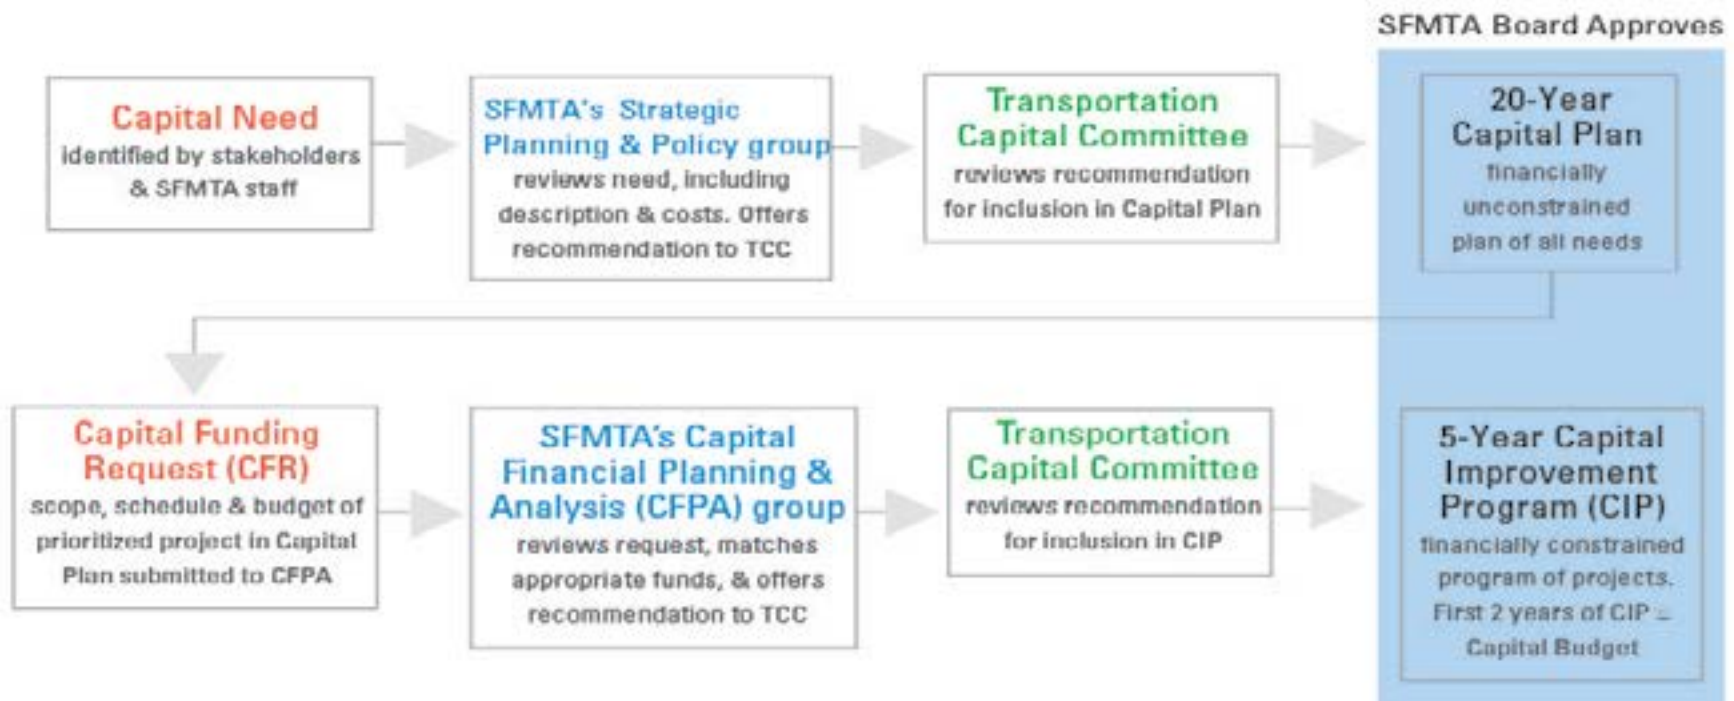 SFMTA Board Approves
Capital Need
identified by stakeholders
& SFMTA staff
SFMTA's Strategic
Planning & Policy group
reviews need, including
description & costs. Offers
recommendation to TCC
Transportation
Capital Committee
reviews recommendation
for inclusion in Capital Plan
20-Year
Capital Plan
financially
unconstrained
plan of all needs
Capital Funding
Request (CFR)
scope, schedule & budget of
prioritized project in Capital
Plan submitted to CFPA
SFMTA's Capital
Financial Planning &
Analysis (CFPA) group
reviews request, matches
appropriate funds, & offers
recommendation to TCC
Transportation
Capital Committee
reviews recommendation
for inclusion in CIP
5-Year Capital
Improvement
Program (CIP)
financially constrained
program of projects.
First 2 years of CIP =
Capital Budget